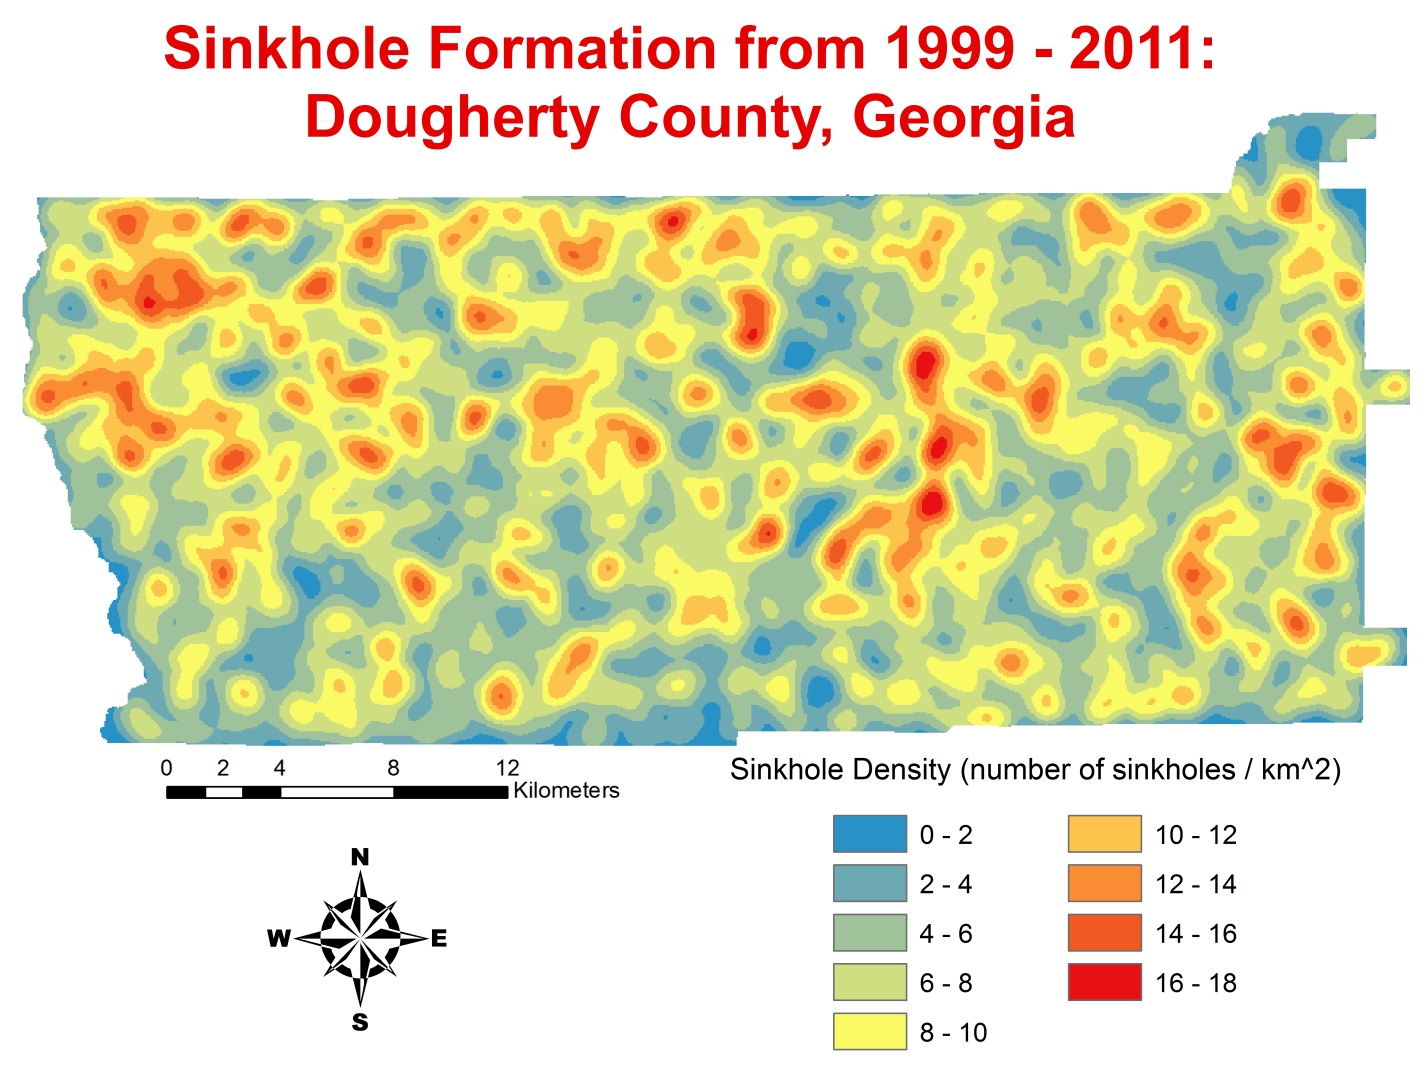 Sinkhole Formation from 1999 - 2011:
Dougherty County, Georgia
0 2 4 8 12
Kilometers
N
W E
S
Sinkhole Density (number of sinkholes / km^2)
0 - 2
2 - 4
4 - 6
6 - 8
8 - 10
10 - 12
12 - 14
14 - 16
16 - 18